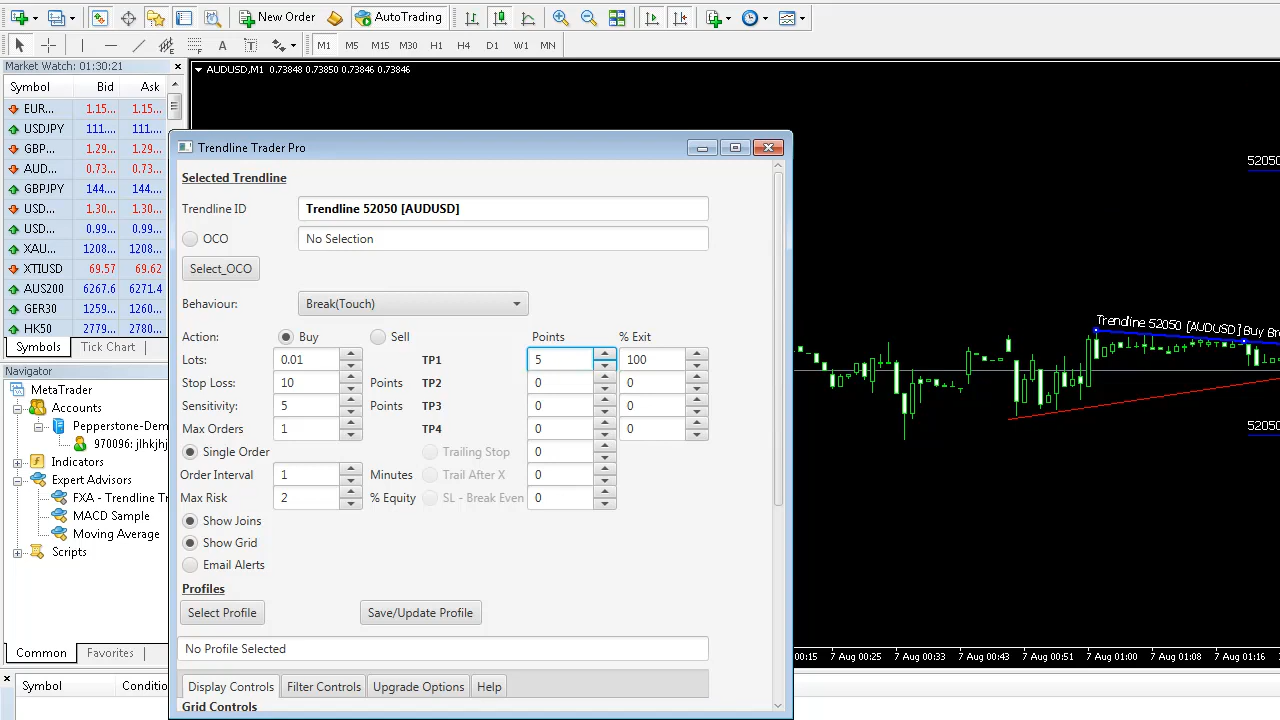 New Order AutoTrading
A T M1 M5 M15 M30 H1 H4 D1 W1 MN
Market Watch: 01:30:21
Symbol Bid Ask
EUR... 1.15... 1.15...
USDJPY 111.... 111....
GBP... 1.29... 1.29...
AUD... 0.73... 0.73...
GBPJPY 144.... 144....
USD... 1.30... 1.30...
USD... 0.99... 0.99...
XAU... 1208... 1208...
XTIUSD 69.57 69.62
AUS200 6267.6 6271.4
GER30 1259... 1260...
HK50 2779... 2780...
Symbols Tick Chart
Navigator
MetaTrader
Accounts
Pepperstone-Dem
970096: jlhkjhj
Indicators
Expert Advisors
FXA - Trendline Tr
MACD Sample
Moving Average
Scripts
Common Favorites
Symbol Conditio
AUDUSD,M1 0.73848 0.73850 0.73846 0.73846
Trendline Trader Pro
Selected Trendline
Trendline ID Trendline 52050 [AUDUSD]
OCO No Selection
Select_OCO
Behaviour: Break(Touch)
Action: Buy Sell Points % Exit
Lots: 0.01 TP1 5 100
Stop Loss: 10 Points TP2 0 0
Sensitivity: 5 Points TP3 0 0
Max Orders 1 TP4 0 0
Single Order Trailing Stop 0
Order Interval 1 Minutes Trail After X 0
Max Risk 2 % Equity SL - Break Even 0
Show Joins
Show Grid
Email Alerts
Profiles
Select Profile Save/Update Profile
No Profile Selected
Display Controls Filter Controls Upgrade Options Help
Grid Controls
52050
Trendline 52050 [AUDUSD] Buy Br
52050
00:15 7 Aug 00:25 7 Aug 00:33 7 Aug 00:43 7 Aug 00:51 7 Aug 01:00 7 Aug 01:08 7 Aug 01:16